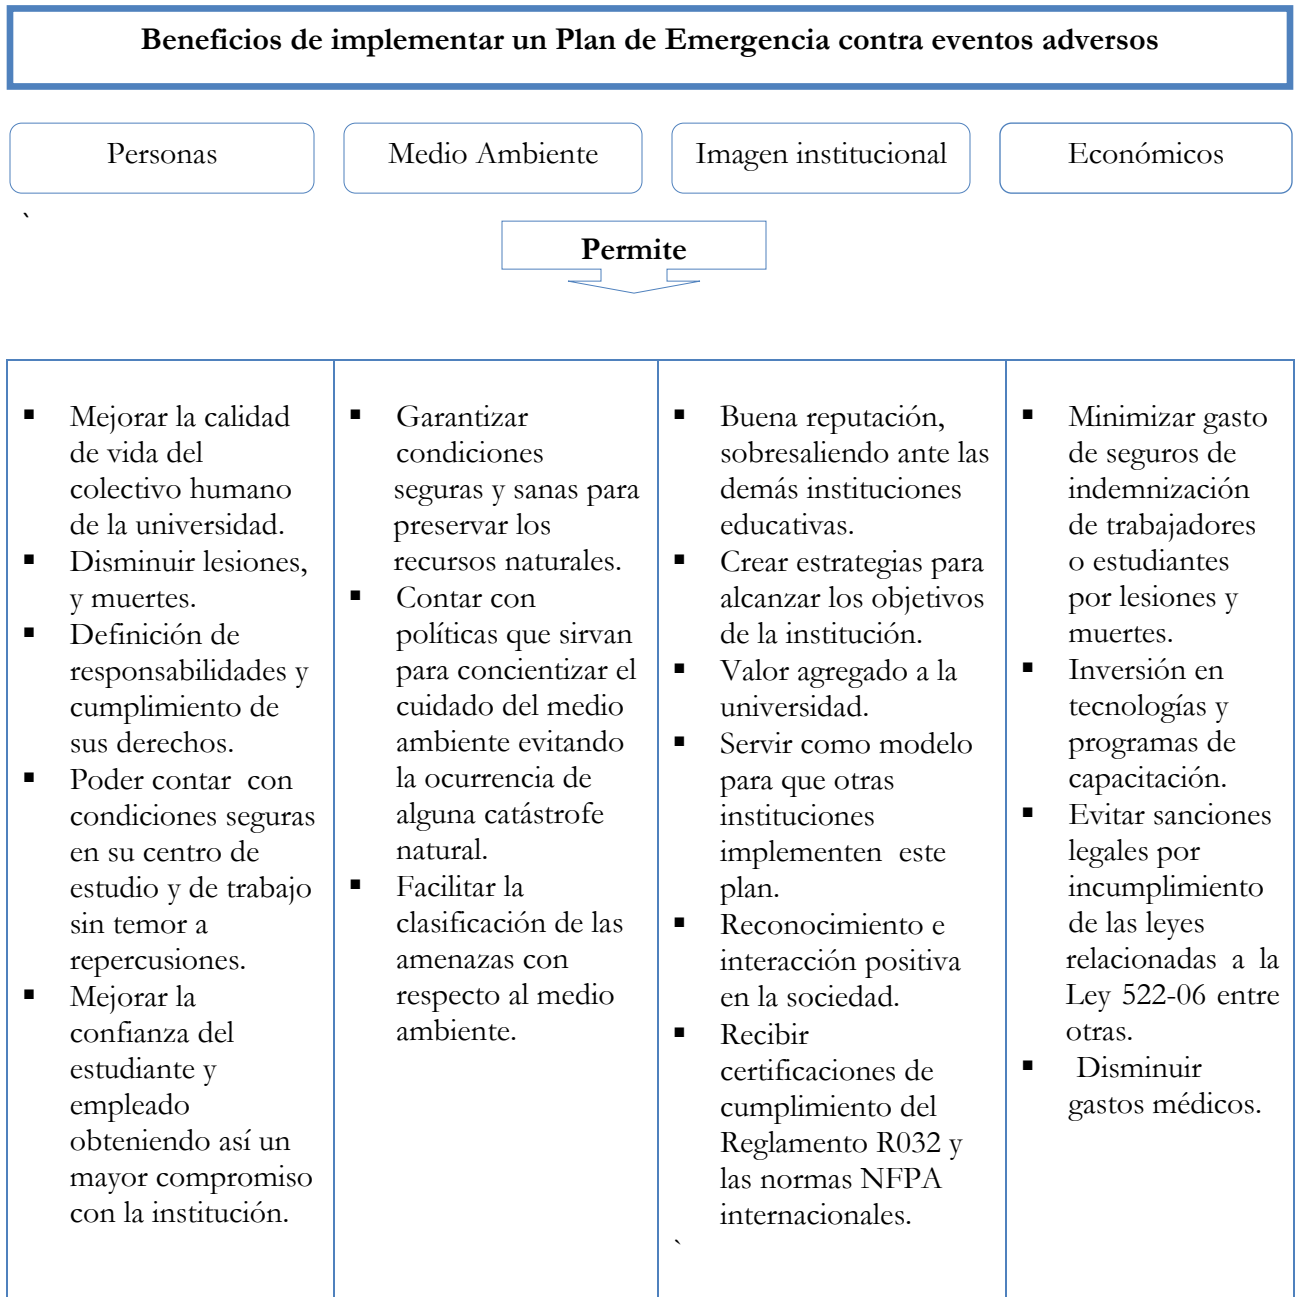 Beneficios de implementar un Plan de Emergencia contra eventos adversos
Personas
Medio Ambiente
Imagen institucional
Económicos
`
Permite
▪ Mejorar la calidad
de vida del
colectivo humano
de la universidad.
▪ Disminuir lesiones,
y muertes.
▪ Definición de
responsabilidades y
cumplimiento de
sus derechos.
▪ Poder contar  con
condiciones seguras
en su centro de
estudio y de trabajo
sin temor a
repercusiones.
▪ Mejorar la
confianza del
estudiante y
empleado
obteniendo así un
mayor compromiso
con la institución.
▪ Garantizar
condiciones
seguras y sanas para
preservar los
recursos naturales.
▪ Contar con
políticas que sirvan
para concientizar el
cuidado del medio
ambiente evitando
la ocurrencia de
alguna catástrofe
natural.
▪ Facilitar la
clasificación de las
amenazas con
respecto al medio
ambiente.
▪ Buena reputación,
sobresaliendo ante las
demás instituciones
educativas.
▪ Crear estrategias para
alcanzar los objetivos
de la institución.
▪ Valor agregado a la
universidad.
▪ Servir como modelo
para que otras
instituciones
implementen  este
plan.
▪ Reconocimiento e
interacción positiva
en la sociedad.
▪ Recibir
certificaciones de
cumplimiento del
Reglamento R032 y
las normas NFPA
internacionales.
`
▪ Minimizar gasto
de seguros de
indemnización
de trabajadores
o estudiantes
por lesiones y
muertes.
▪ Inversión en
tecnologías y
programas de
capacitación.
▪ Evitar sanciones
legales por
incumplimiento
de las leyes
relacionadas a la
Ley 522-06 entre
otras.
▪ Disminuir
gastos médicos.